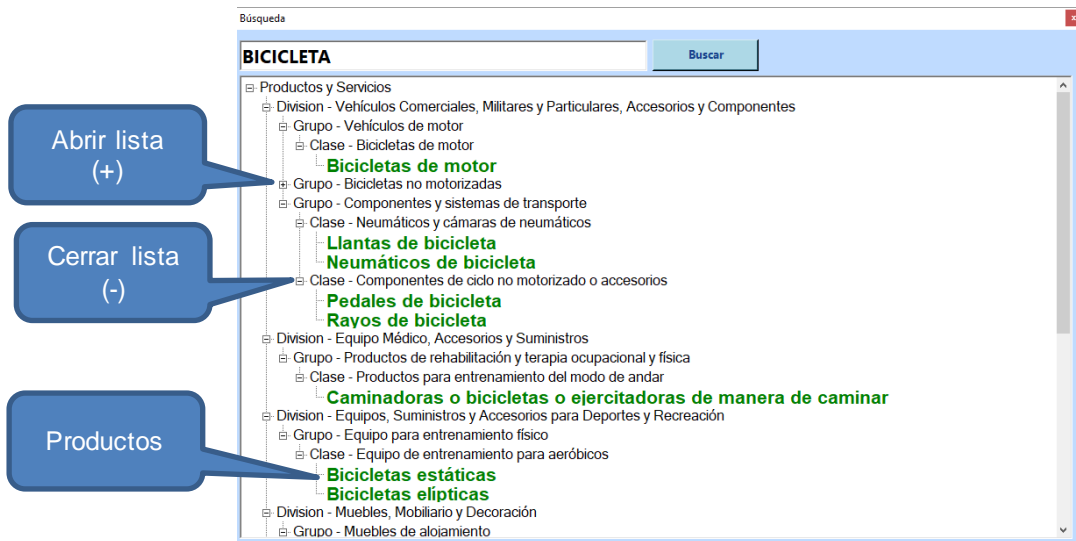 Búsqueda
x
BICICLETA
Buscar
Productos y Servicios
Division - Vehículos Comerciales, Militares y Particulares, Accesorios y Componentes
Grupo - Vehículos de motor
Clase - Bicicletas de motor
Bicicletas de motor
Grupo - Bicicletas no motorizadas
Grupo - Componentes y sistemas de transporte
Clase - Neumáticos y cámaras de neumáticos
Llantas de bicicleta
Neumáticos de bicicleta
Clase - Componentes de ciclo no motorizado o accesorios
Pedales de bicicleta
Rayos de bicicleta
Division - Equipo Médico, Accesorios y Suministros
Grupo - Productos de rehabilitación y terapia ocupacional y física
Clase - Productos para entrenamiento del modo de andar
Caminadoras o bicicletas o ejercitadoras de manera de caminar
Division - Equipos, Suministros y Accesorios para Deportes y Recreación
Grupo - Equipo para entrenamiento físico
Clase - Equipo de entrenamiento para aeróbicos
Bicicletas estáticas
Bicicletas elípticas
Division - Muebles, Mobiliario y Decoración
Grupo - Muebles de alojamiento
Abrir lista
(+)
Cerrar lista
(-)
Productos